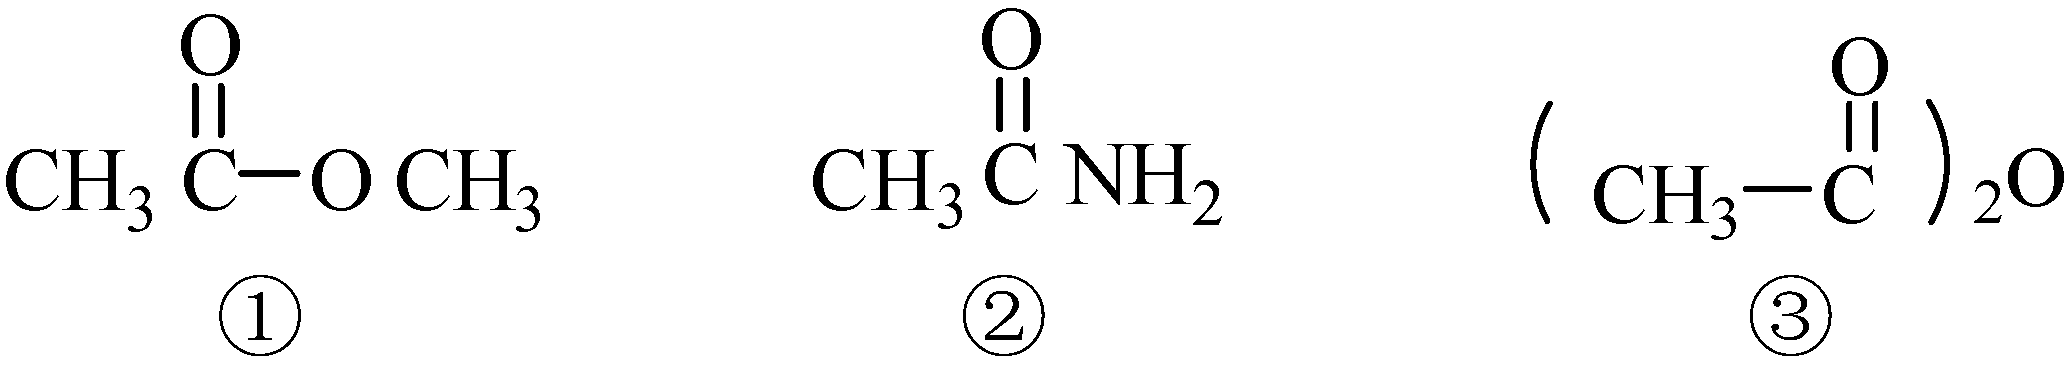 O O O
CH₃ C—O CH₃ CH₃ C NH₂ ( CH₃—C )₂O
① ② ③